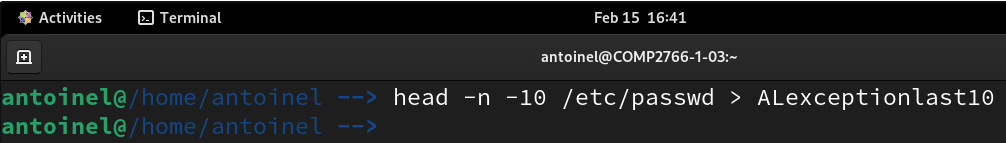 Activities Terminal Feb 15 16:41
antoinel@COMP2766-1-03:~
antoinel@/home/antoinel --> head -n -10 /etc/passwd > ALexceptionlast10
antoinel@/home/antoinel -->